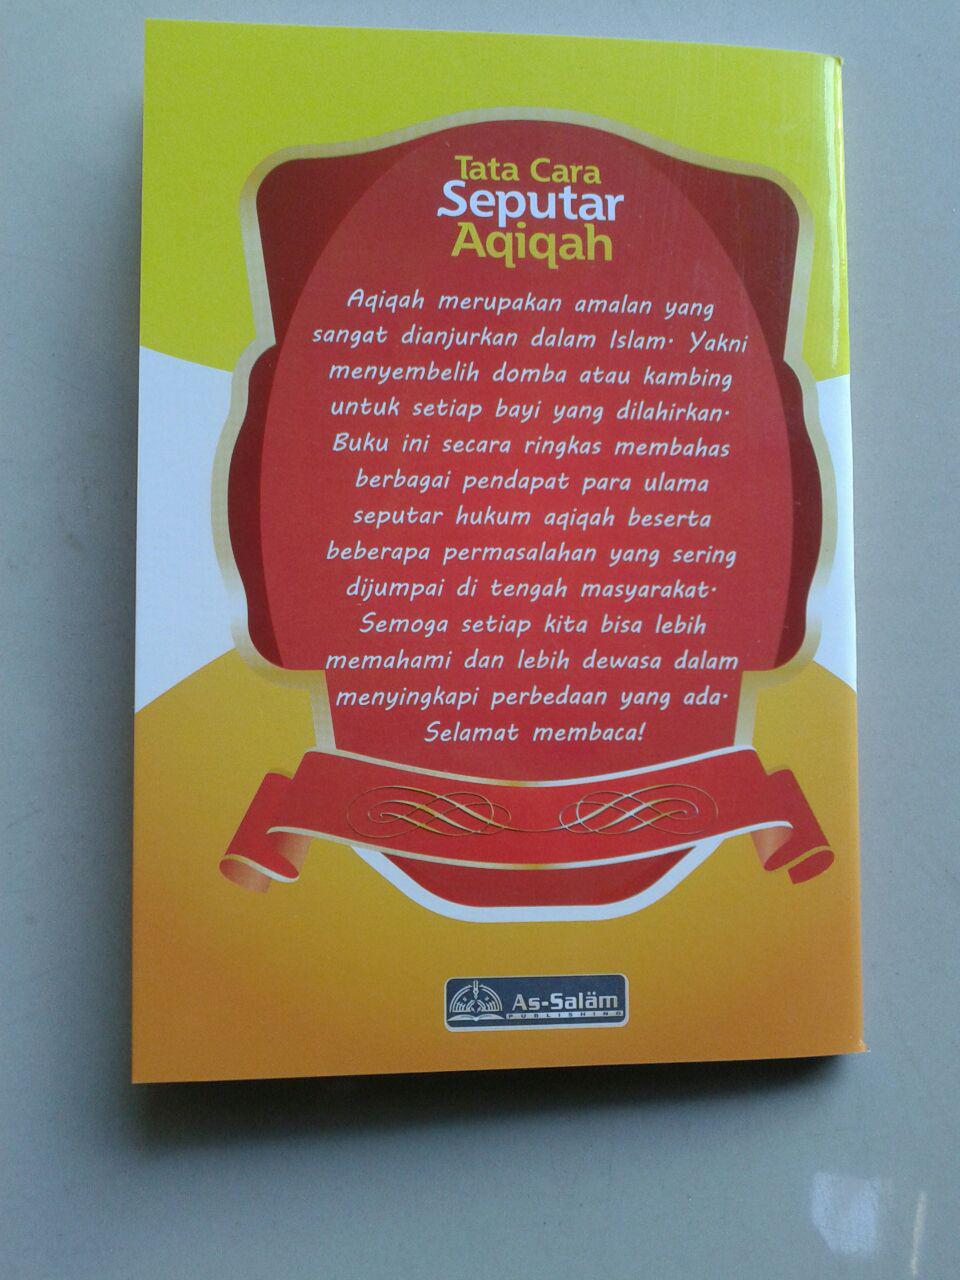 Tata Cara
Seputar
Aqiqah
Aqiqah merupakan amalan yang
sangat dianjurkan dalam Islam. Yakni
menyembelih domba atau kambing
untuk setiap bayi yang dilahirkan.
Buku ini secara ringkas membahas
berbagai pendapat para ulama
seputar hukum aqiqah beserta
beberapa permasalahan yang sering
dijumpai di tengah masyarakat.
Semoga setiap kita bisa lebih
memahami dan lebih dewasa dalam
menyingkapi perbedaan yang ada.
Selamat membaca!
As-Saläm
PUBLISHING